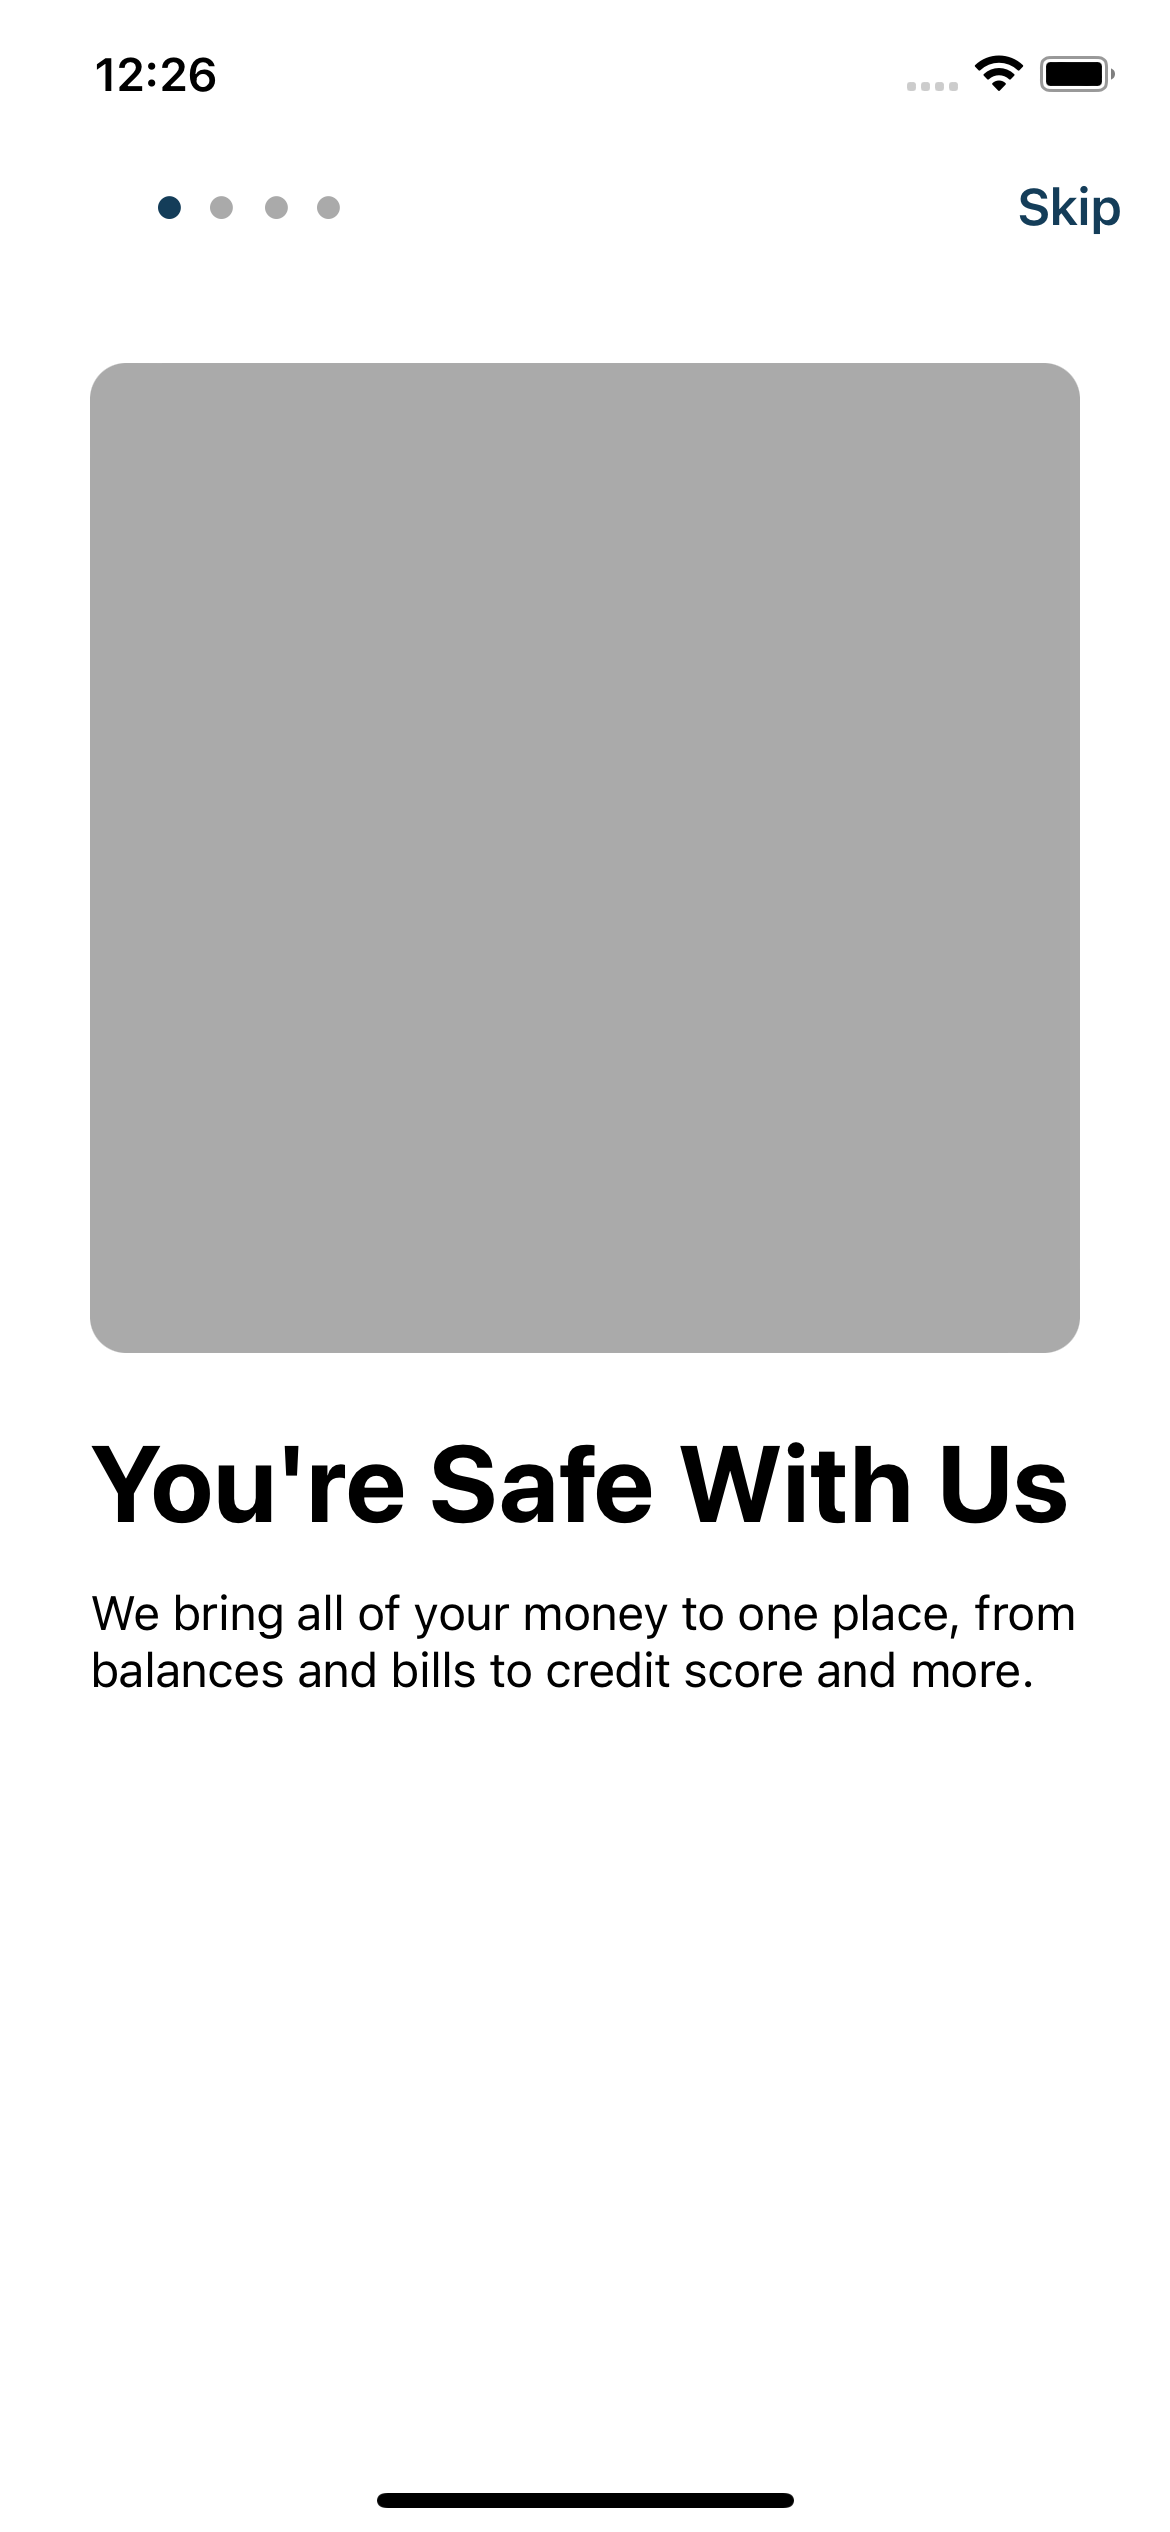 12:26
Skip
You're Safe With Us
We bring all of your money to one place, from
balances and bills to credit score and more.